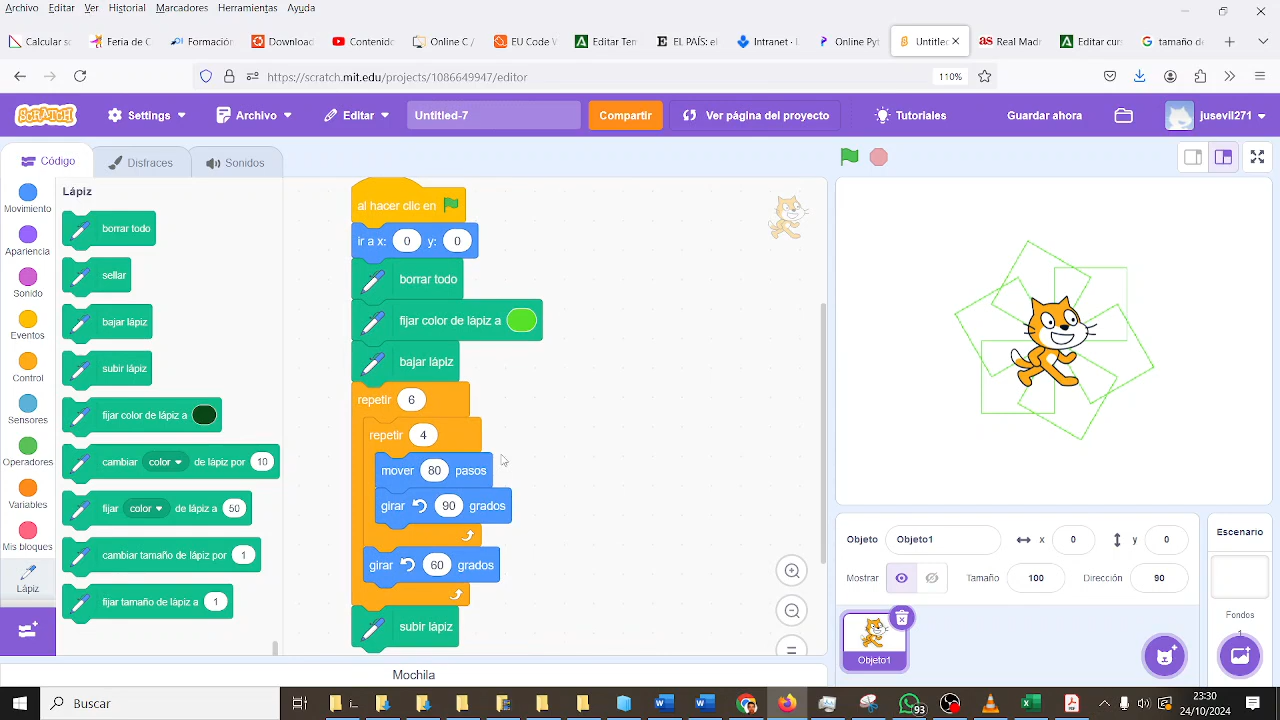 Archivo Editar Ver Historial Marcadores Herramientas Ayuda
Calcular s
Feria de C
Formación
Download
Contenido
Online C /
EU Code V
Editar Ter
EL PAÍS: el
Intranet -
Online Pyt
Untitle
Real Mad
Editar cur
tamaño d
https://scratch.mit.edu/projects/1086649947/editor
110%
SCRATCH
Settings
Archivo
Editar
Untitled-7
Compartir
Ver página del proyecto
Tutoriales
Guardar ahora
jusevil271
Código
Disfraces
Sonidos
Movimiento
Apariencia
Sonido
Eventos
Control
Sensores
Operadores
Variables
Mis bloques
Lápiz
Lápiz
borrar todo
sellar
bajar lápiz
subir lápiz
fijar color de lápiz a
cambiar color de lápiz por 10
fijar color de lápiz a 50
cambiar tamaño de lápiz por 1
fijar tamaño de lápiz a 1
al hacer clic en
ir a x: 0 y: 0
borrar todo
fijar color de lápiz a
bajar lápiz
repetir 6
repetir 4
mover 80 pasos
girar 90 grados
girar 60 grados
subir lápiz
Mochila
Objeto Objeto1 x 0 y 0
Mostrar Tamaño 100 Dirección 90
Objeto1
Escenario
Fondos
1
Buscar
93
23:30
24/10/2024